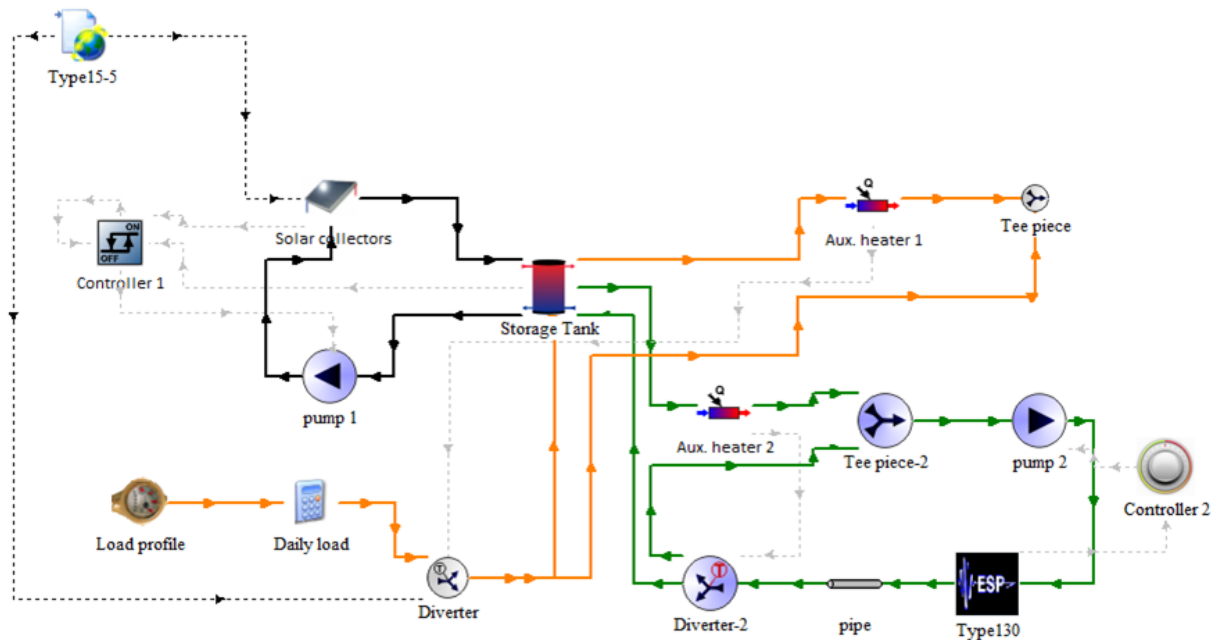 Type15-5
Solar collectors
ON
OFF
Controller 1
pump 1
Storage Tank
Q
Aux. heater 1
Tee piece
Q
Aux. heater 2
Tee piece-2
pump 2
Controller 2
Load profile
Daily load
T
Diverter
T
Diverter-2
pipe
ESP
Type130